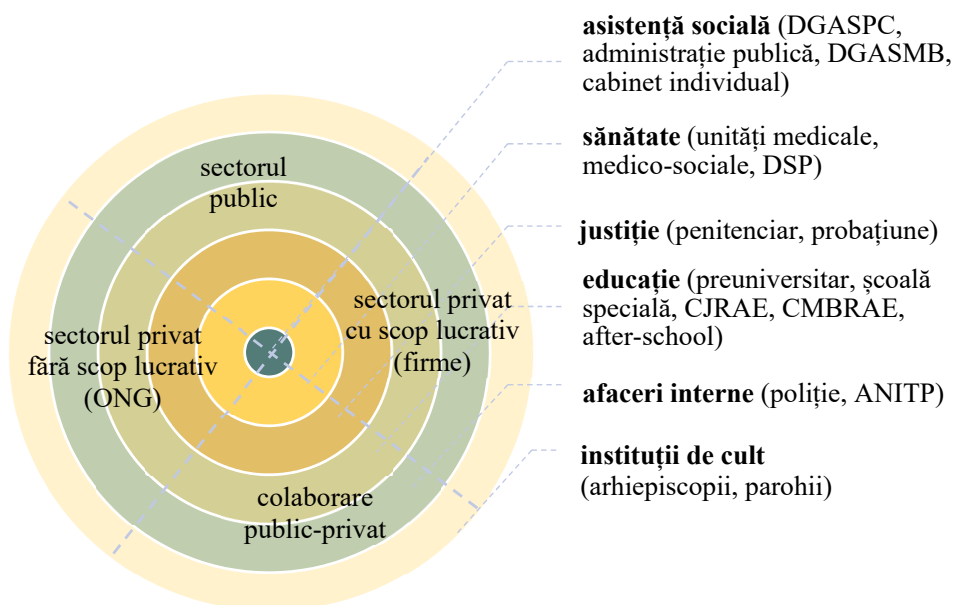 asistență socială (DGASPC,
administrație publică, DGASMB,
cabinet individual)
sănătate (unități medicale,
medico-sociale, DSP)
justiție (penitenciar, probațiune)
educație (preuniversitar, școală
specială, CJRAE, CMBRAE,
after-school)
afaceri interne (poliție, ANITP)
instituții de cult
(arhiepiscopii, parohii)
sectorul
public
sectorul privat
cu scop lucrativ
(firme)
sectorul privat
fără scop lucrativ
(ONG)
colaborare
public-privat